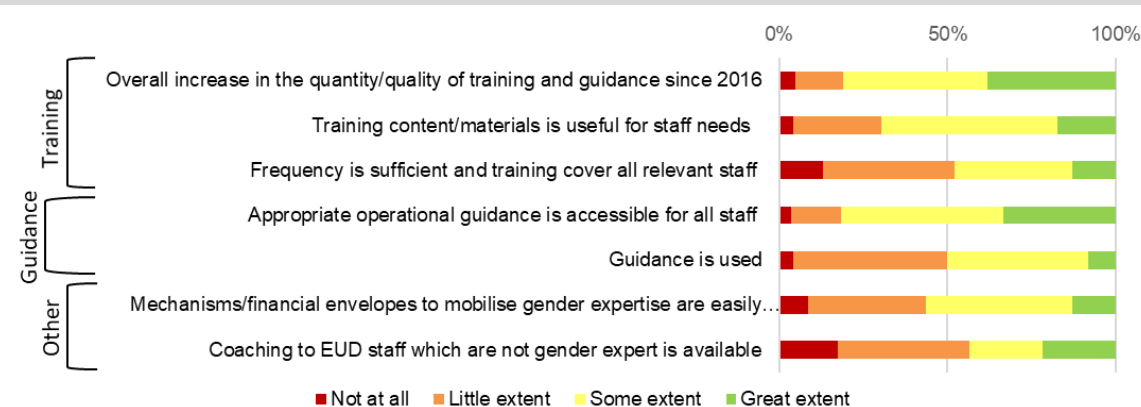 0% 50% 100%
Training
Overall increase in the quantity/quality of training and guidance since 2016
Training content/materials is useful for staff needs
Frequency is sufficient and training cover all relevant staff
Guidance
Appropriate operational guidance is accessible for all staff
Guidance is used
Other
Mechanisms/financial envelopes to mobilise gender expertise are easily…
Coaching to EUD staff which are not gender expert is available
Not at all Little extent Some extent Great extent